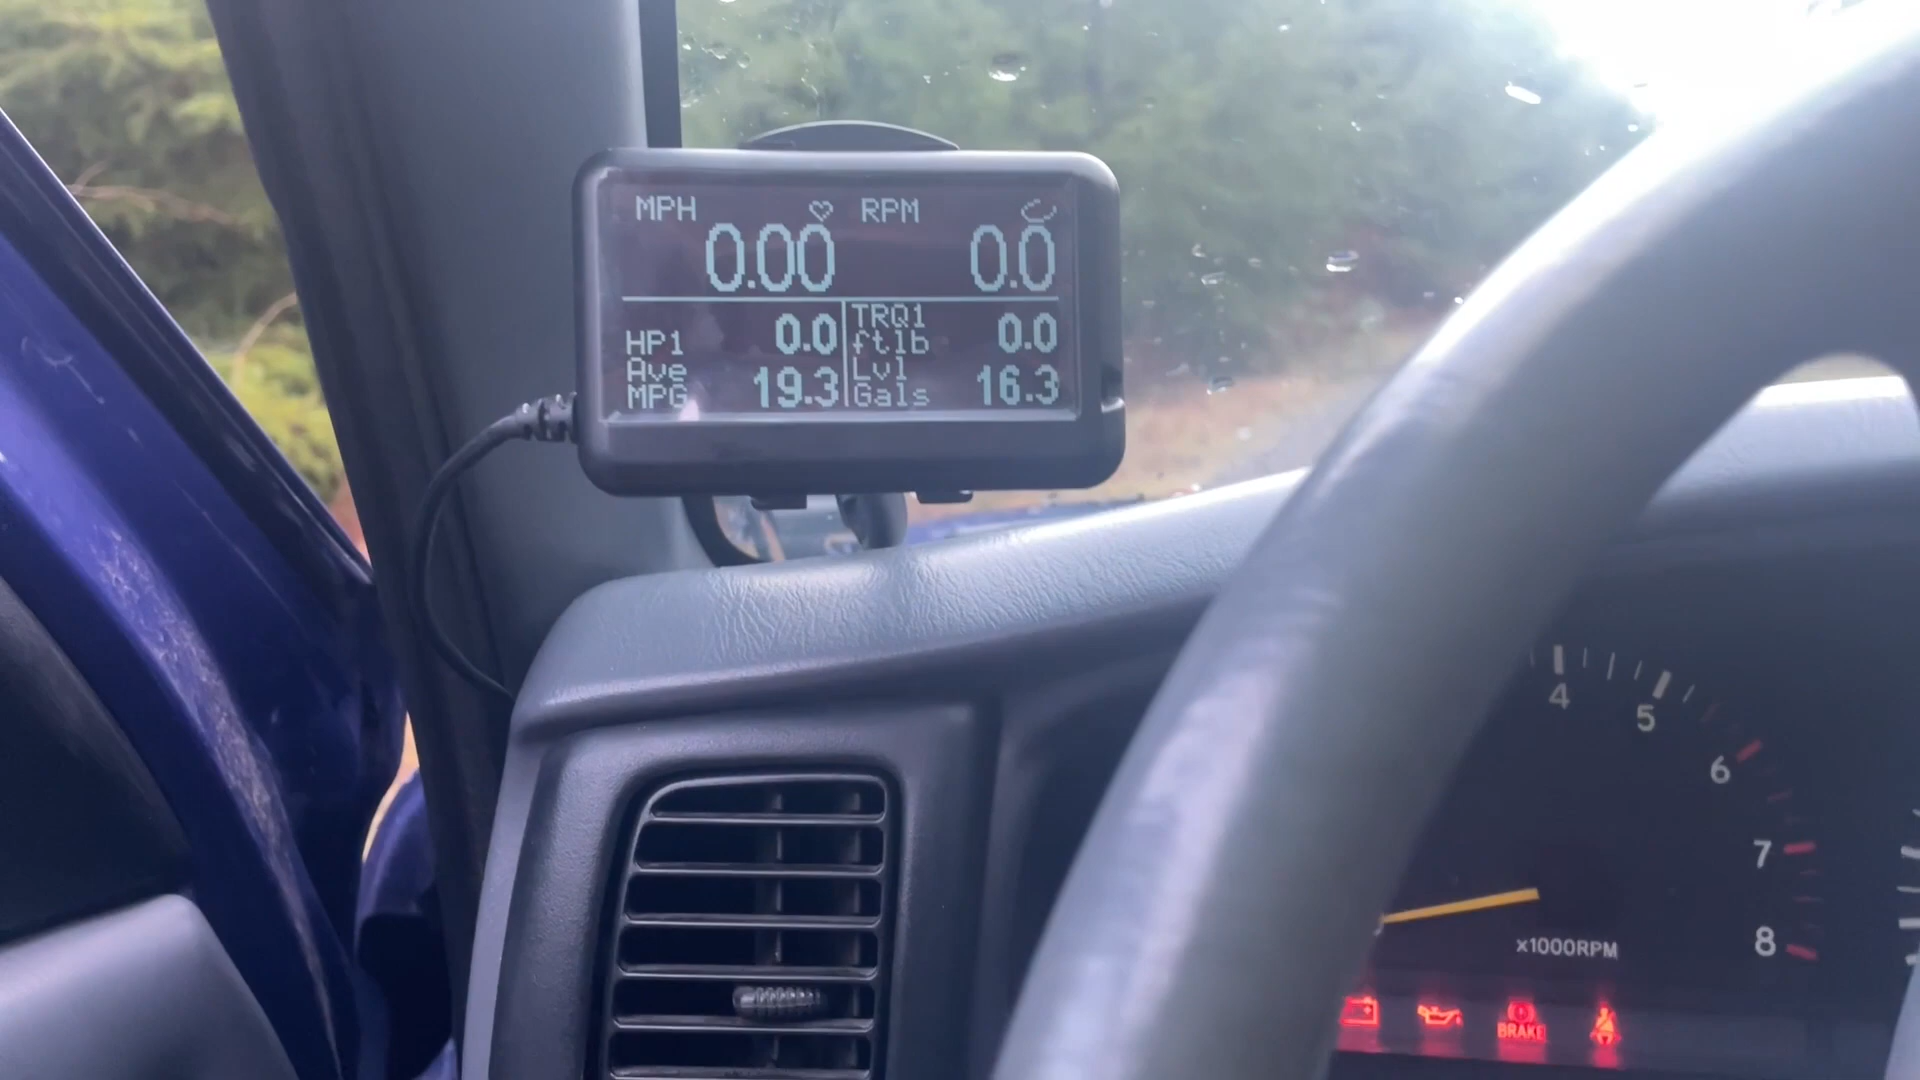 MPH RPM
0.00 0.0
HP1 0.0 TRQ1 ftlb 0.0
Ave MPG 19.3 Lvl Gals 16.3
4
5
6
7
8
x1000RPM
BRAKE